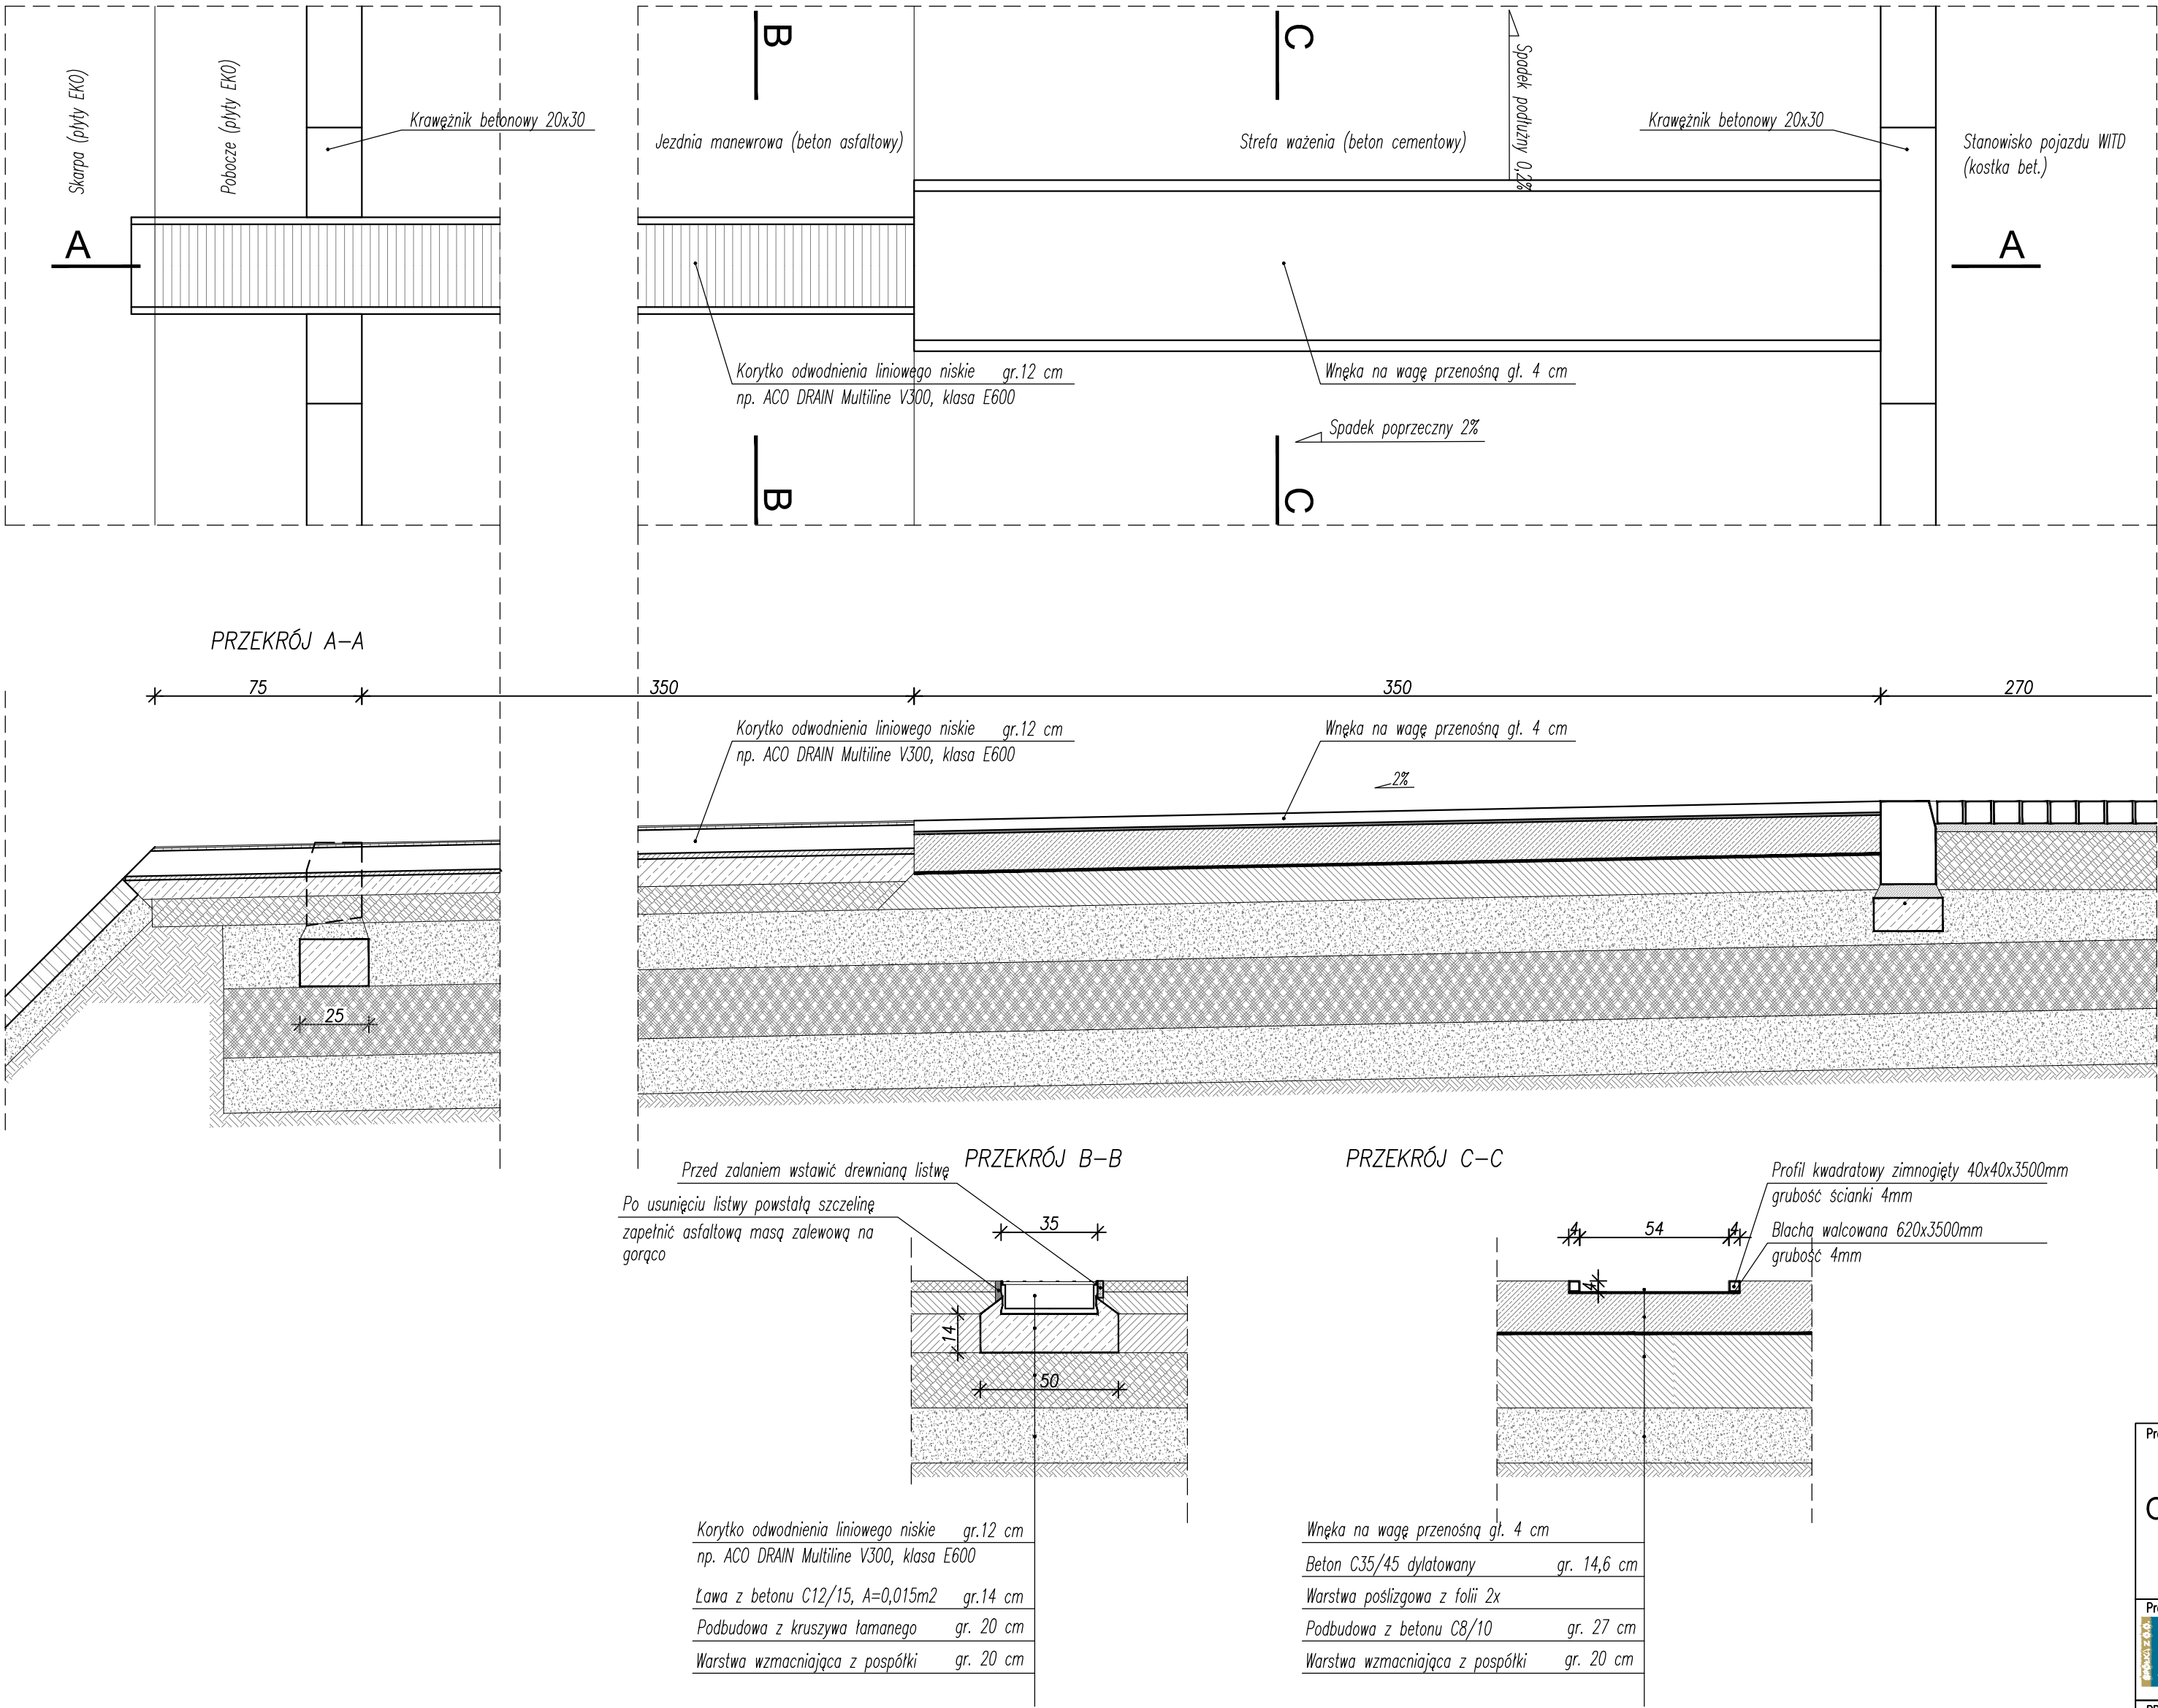 Skarpa (płyty EKO)
Pobocze (płyty EKO)
Krawężnik betonowy 20x30
B
Jezdnia manewrowa (beton asfaltowy)
C
Strefa ważenia (beton cementowy)
Spadek podłużny 0,2%
Krawężnik betonowy 20x30
Stanowisko pojazdu WITD
(kostka bet.)
A
A
Korytko odwodnienia liniowego niskie gr.12 cm
np. ACO DRAIN Multiline V300, klasa E600
Wnęka na wagę przenośną gł. 4 cm
Spadek poprzeczny 2%
B
C
PRZEKRÓJ A-A
75
350
350
270
Korytko odwodnienia liniowego niskie gr.12 cm
np. ACO DRAIN Multiline V300, klasa E600
Wnęka na wagę przenośną gł. 4 cm
2%
25
PRZEKRÓJ B-B
Przed zalaniem wstawić drewnianą listwę
Po usunięciu listwy powstałą szczelinę
zapełnić asfaltową masą zalewową na
gorąco
35
14
50
Korytko odwodnienia liniowego niskie gr.12 cm
np. ACO DRAIN Multiline V300, klasa E600
Ława z betonu C12/15, A=0,015m2 gr.14 cm
Podbudowa z kruszywa łamanego gr. 20 cm
Warstwa wzmacniająca z pospółki gr. 20 cm
PRZEKRÓJ C-C
Profil kwadratowy zimnogięty 40x40x3500mm
grubość ścianki 4mm
Blacha walcowana 620x3500mm
grubość 4mm
4
54
4
4
Wnęka na wagę przenośną gł. 4 cm
Beton C35/45 dylatowany gr. 14,6 cm
Warstwa poślizgowa z folii 2x
Podbudowa z betonu C8/10 gr. 27 cm
Warstwa wzmacniająca z pospółki gr. 20 cm